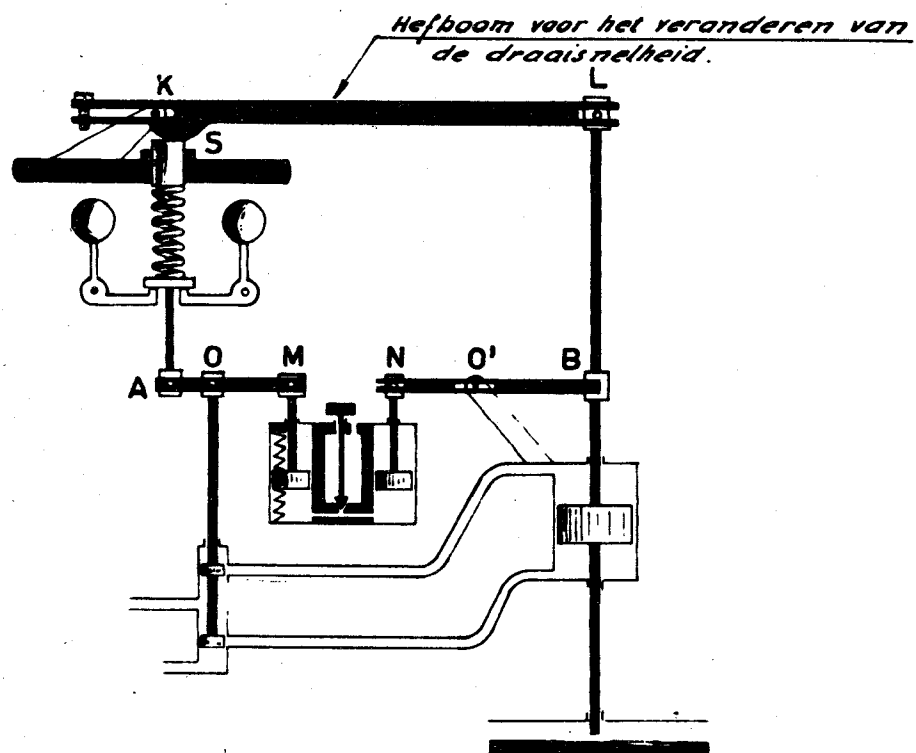 Hefboom voor het veranderen van
de draaisnelheid.
K
L
S
A
O
M
N
O'
B